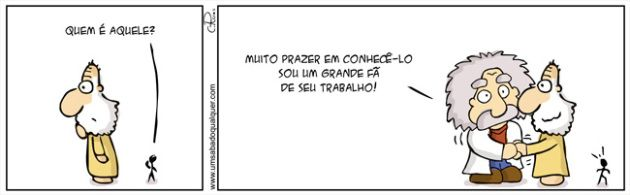 QUEM É AQUELE?
www.umsabadoqualquer.com
MUITO PRAZER EM CONHECÊ-LO
SOU UM GRANDE FÃ
DE SEU TRABALHO!